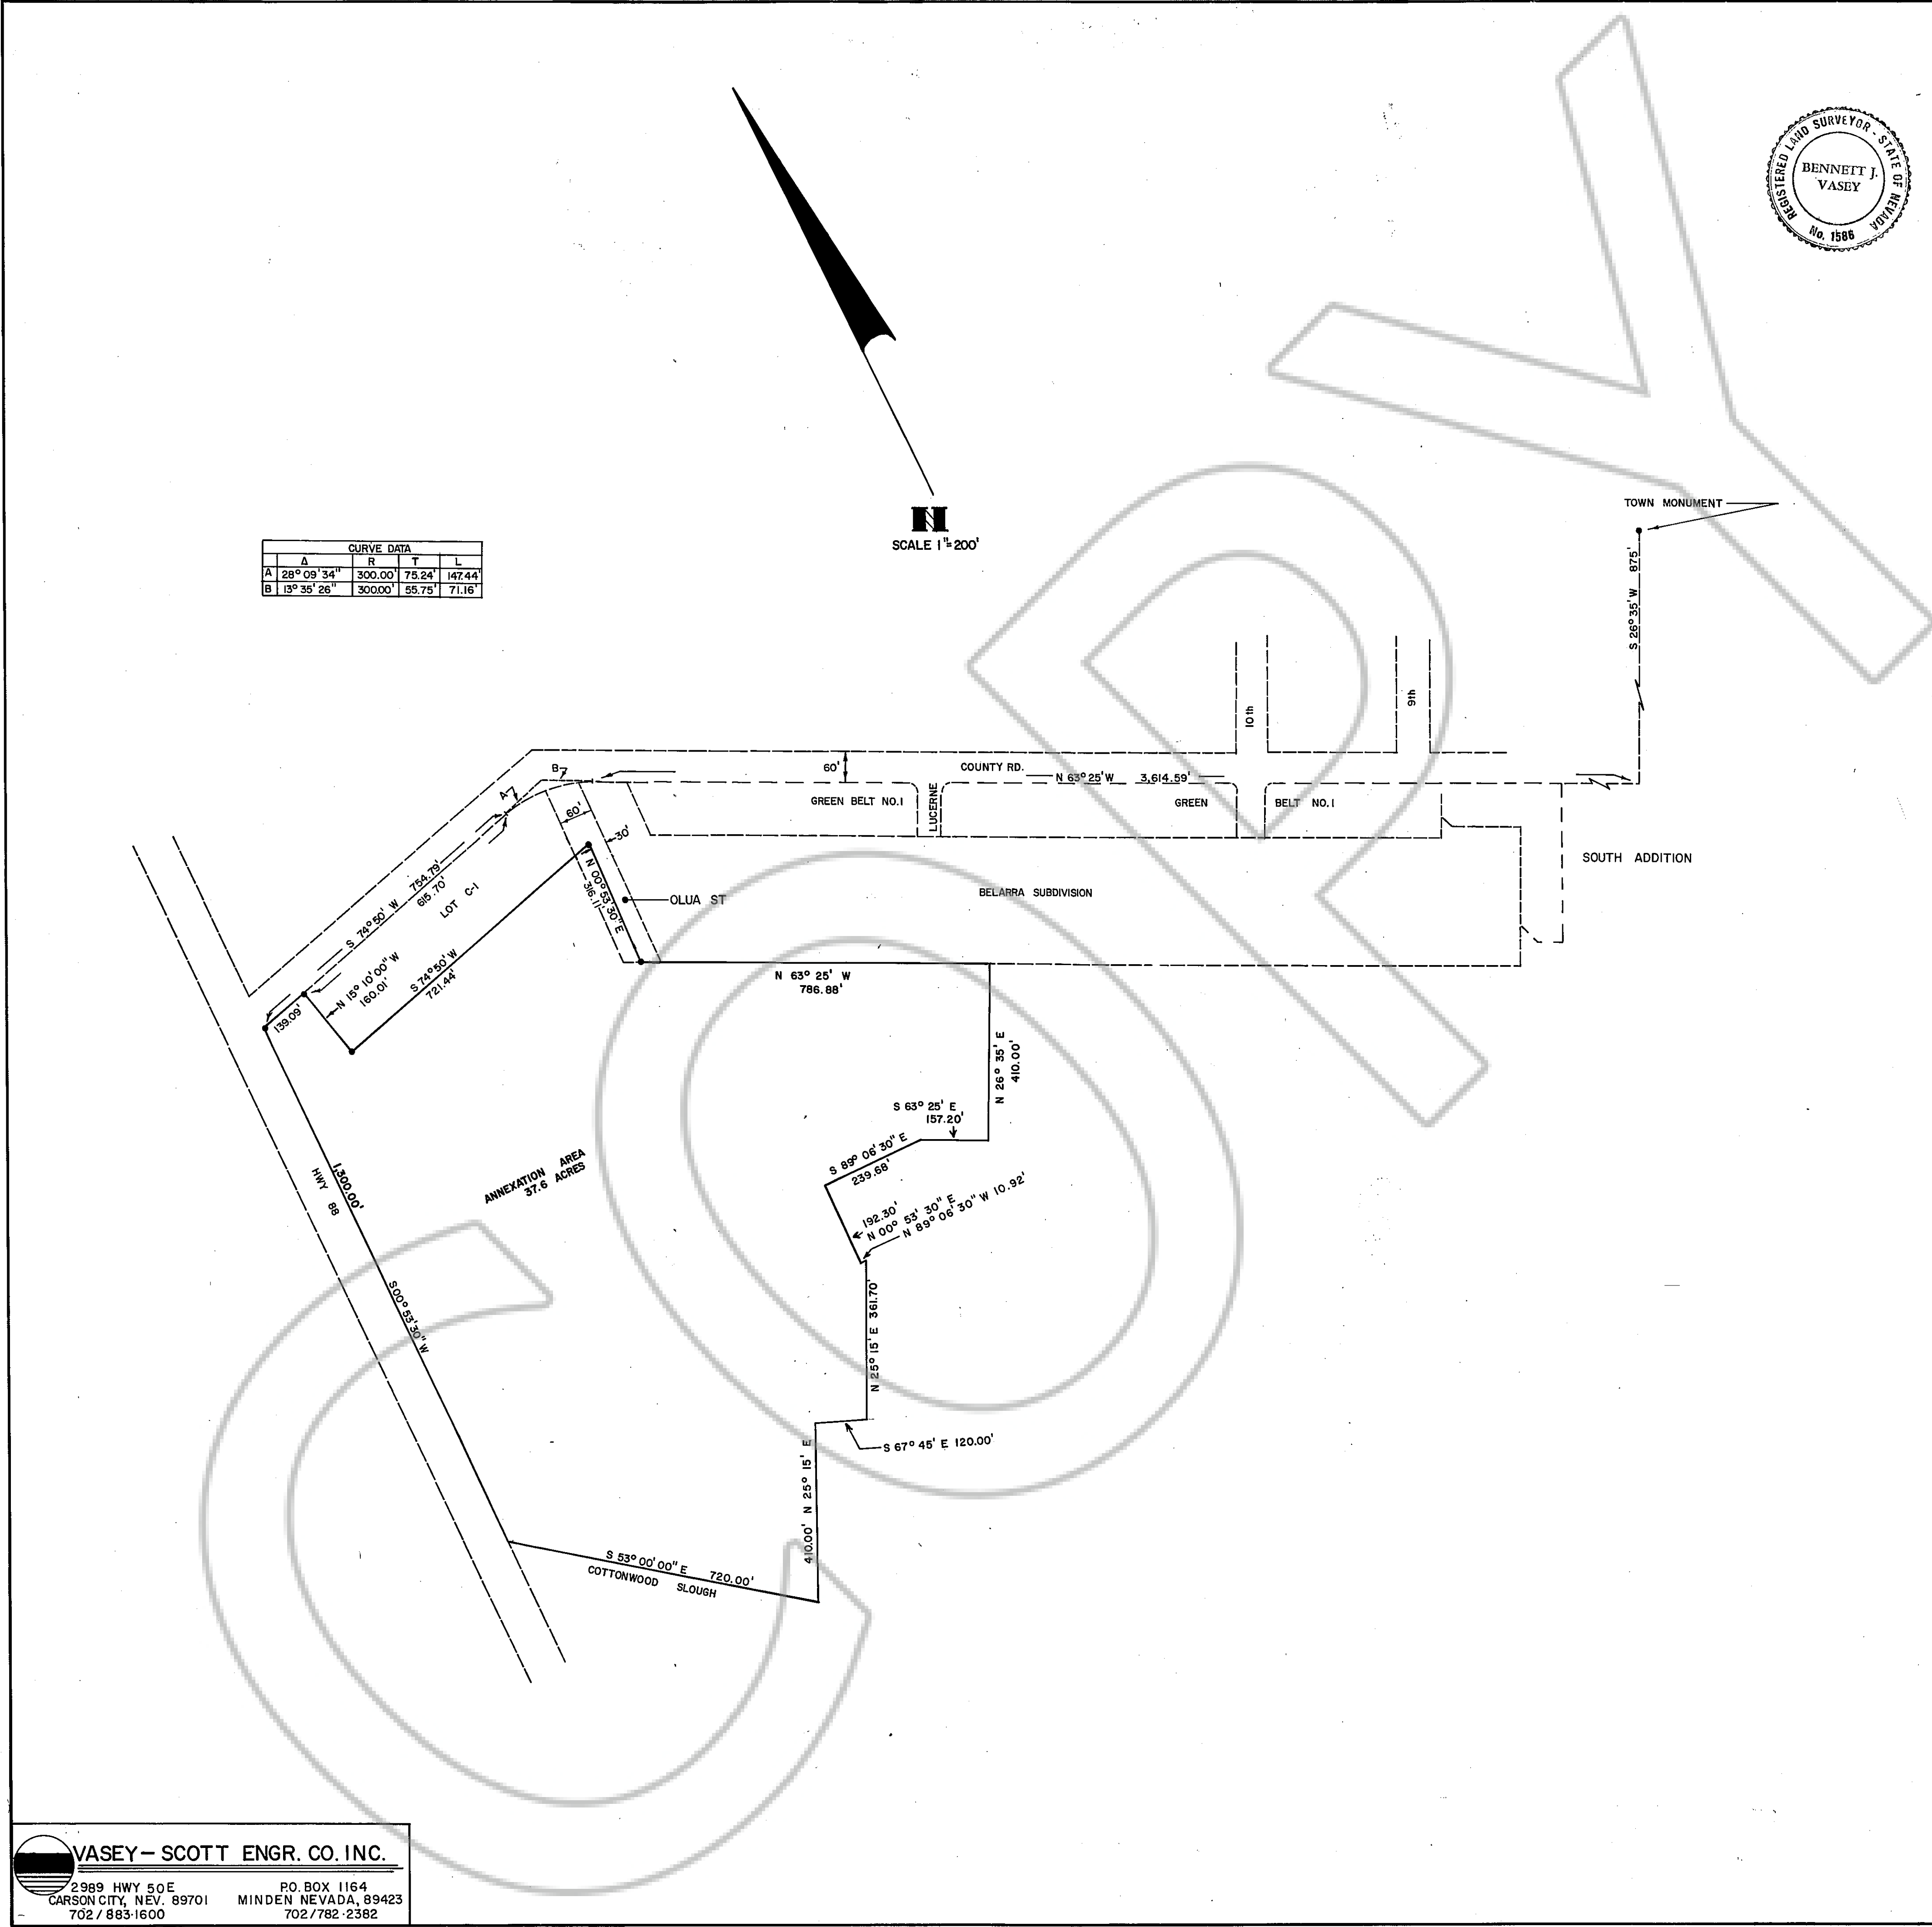 REGISTERED LAND SURVEYOR - STATE OF NEVADA
BENNETT J.
VASEY
No. 1586
TOWN MONUMENT
S 26° 35' W 875'
N
SCALE 1"=200'
CURVE DATA
Δ R T L
A 28° 09' 34" 300.00' 75.24' 147.44'
B 13° 35' 26" 300.00' 55.75' 71.16'
10th
9th
B
A
60'
COUNTY RD.
N 63° 25' W 3,614.59'
GREEN BELT NO.1
LUCERNE
GREEN BELT NO.1
60'
30'
SOUTH ADDITION
BELARRA SUBDIVISION
OLUA ST
N 00° 53' 30" E
316.11'
S 74° 50' W 754.79'
615.70'
LOT C-1
N 15° 10' 00" W
160.01'
S 74° 50' W
721.44'
139.09'
N 63° 25' W
786.88'
N 26° 35' E
410.00'
S 63° 25' E
157.20'
S 89° 06' 30" E
239.68'
192.30'
N 00° 53' 30" E
N 89° 06' 30" W 10.92'
ANNEXATION AREA
37.6 ACRES
HWY 88
1,300.00'
S 00° 53' 30" W
N 25° 15' E 361.70'
S 67° 45' E 120.00'
410.00' N 25° 15' E
S 53° 00' 00" E 720.00'
COTTONWOOD SLOUGH
COPY
VASEY – SCOTT ENGR. CO. INC.
2989 HWY 50 E
CARSON CITY, NEV. 89701
702/883-1600
P.O. BOX 1164
MINDEN NEVADA, 89423
702/782-2382